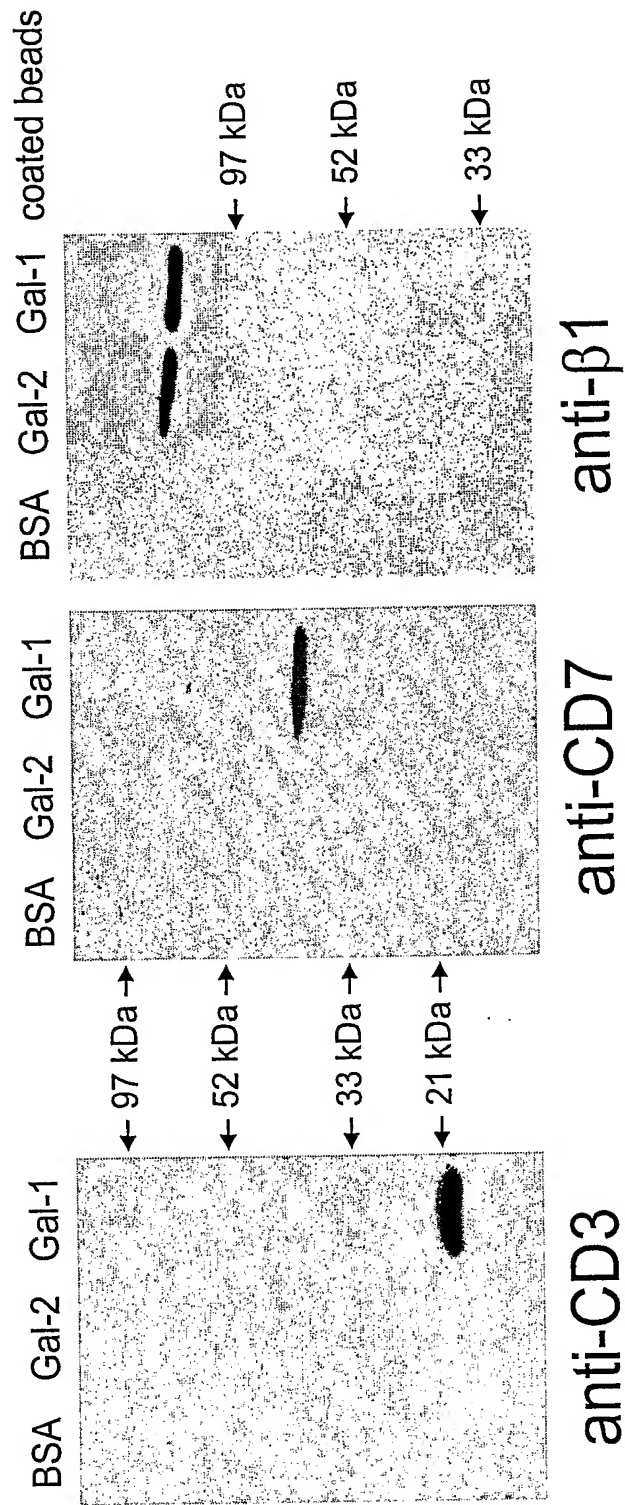 BSA Gal-2 Gal-1
BSA Gal-2 Gal-1
BSA Gal-2 Gal-1 coated beads
← 97 kDa →
← 52 kDa →
← 33 kDa →
← 21 kDa →
← 97 kDa
← 52 kDa
← 33 kDa
anti-CD3
anti-CD7
anti-β1